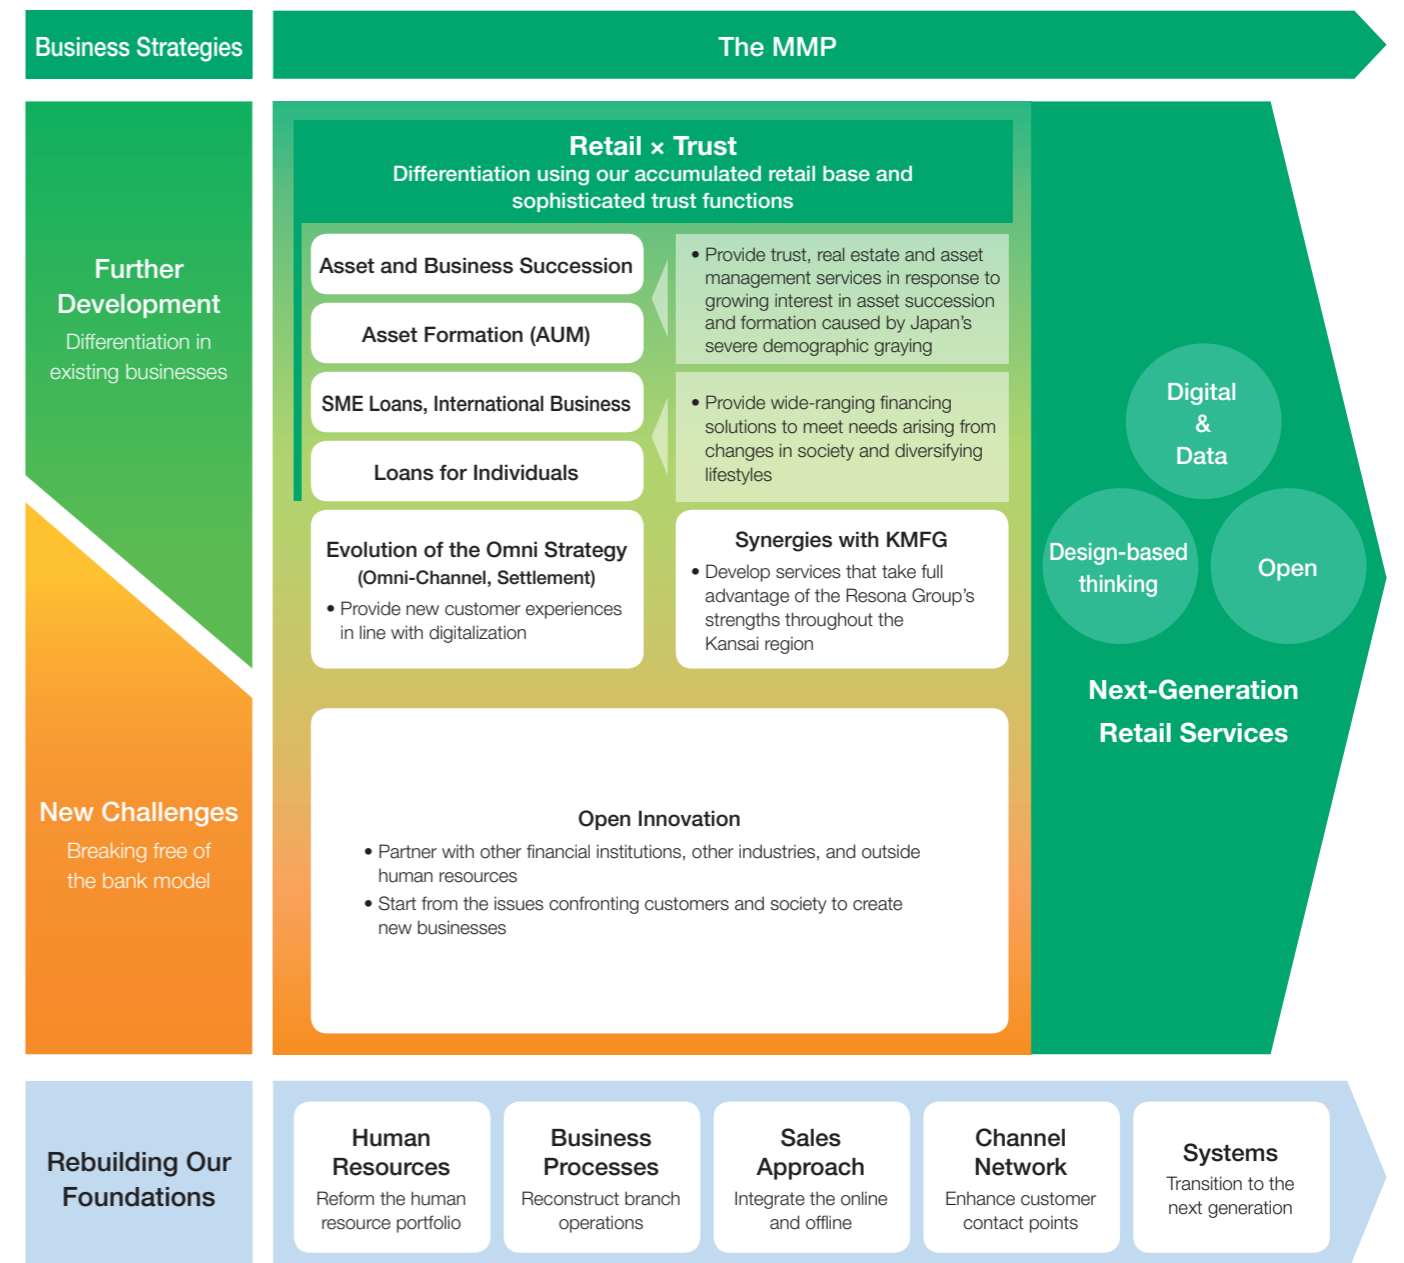 Business Strategies
The MMP
Further
Development
Differentiation in
existing businesses
Retail × Trust
Differentiation using our accumulated retail base and
sophisticated trust functions
Asset and Business Succession
Asset Formation (AUM)
• Provide trust, real estate and asset
management services in response to
growing interest in asset succession
and formation caused by Japan’s
severe demographic graying
SME Loans, International Business
Loans for Individuals
• Provide wide-ranging financing
solutions to meet needs arising from
changes in society and diversifying
lifestyles
Evolution of the Omni Strategy
(Omni-Channel, Settlement)
• Provide new customer experiences
in line with digitalization
Synergies with KMFG
• Develop services that take full
advantage of the Resona Group’s
strengths throughout the
Kansai region
Digital
&
Data
Design-based
thinking
Open
Next-Generation
Retail Services
New Challenges
Breaking free of
the bank model
Open Innovation
• Partner with other financial institutions, other industries, and outside
human resources
• Start from the issues confronting customers and society to create
new businesses
Rebuilding Our
Foundations
Human
Resources
Reform the human
resource portfolio
Business
Processes
Reconstruct branch
operations
Sales
Approach
Integrate the online
and offline
Channel
Network
Enhance customer
contact points
Systems
Transition to the
next generation